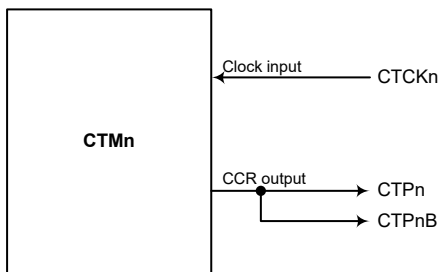 Clock input
CTCKn
CTMn
CCR output
CTPn
CTPnB